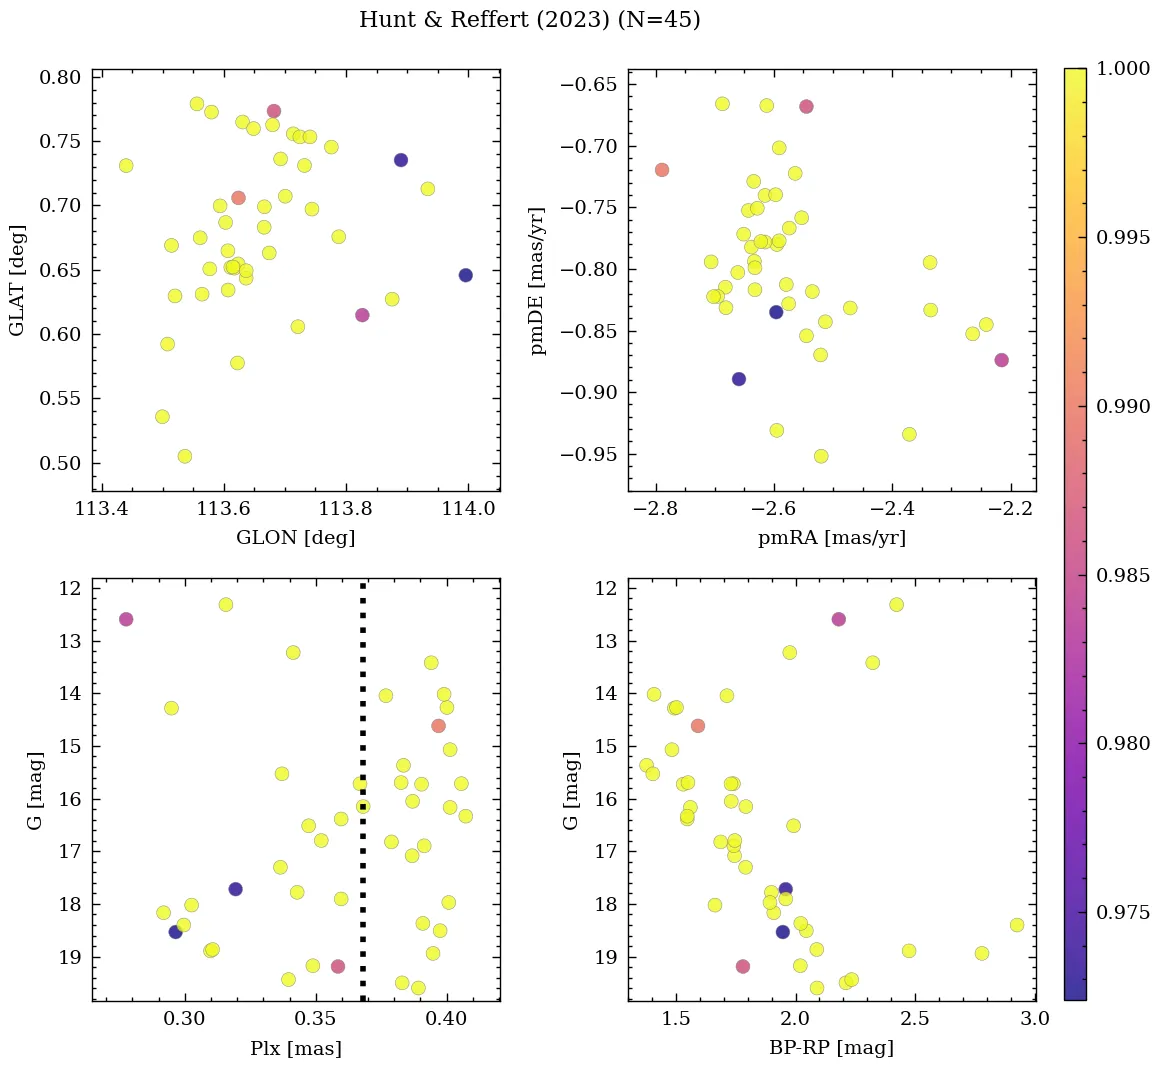 Hunt & Reffert (2023) (N=45)
0.80
0.75
0.70
0.65
0.60
0.55
0.50
GLAT [deg]
113.4 113.6 113.8 114.0
GLON [deg]
−0.65
−0.70
−0.75
−0.80
−0.85
−0.90
−0.95
pmDE [mas/yr]
−2.8 −2.6 −2.4 −2.2
pmRA [mas/yr]
1.000
0.995
0.990
0.985
0.980
0.975
12
13
14
15
16
17
18
19
G [mag]
0.30 0.35 0.40
Plx [mas]
12
13
14
15
16
17
18
19
G [mag]
1.5 2.0 2.5 3.0
BP-RP [mag]